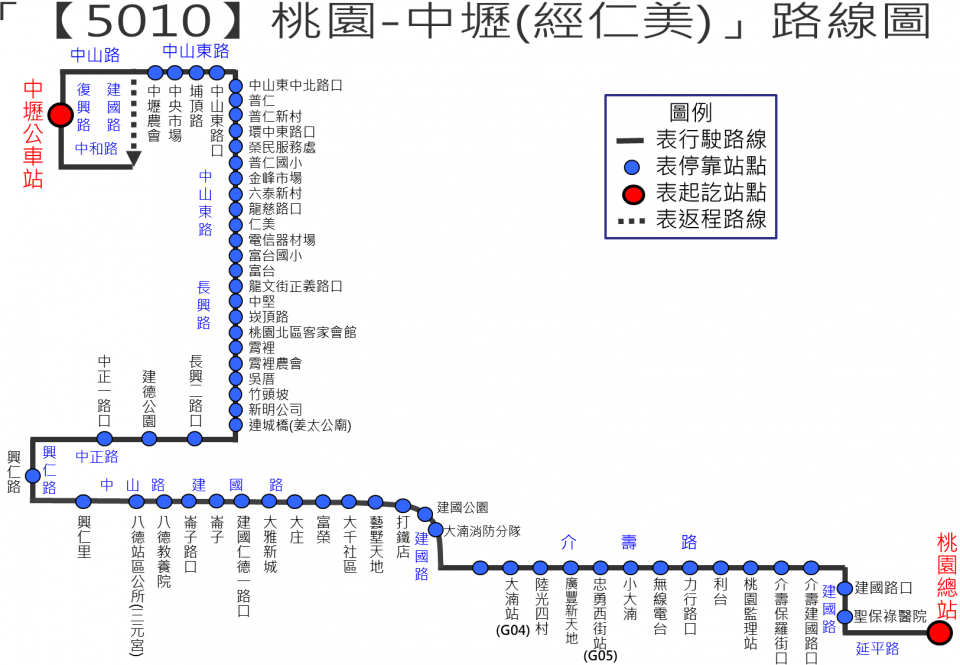 「【5010】桃園-中壢(經仁美)」路線圖
中山路
中山東路
中壢公車站
復興路
建國路
中和路
中壢農會
中央市場
埔頂路
中山東路口
中山東中北路口
普仁
普仁新村
環中東路口
榮民服務處
普仁國小
金峰市場
六泰新村
龍慈路口
仁美
電信器材場
富台國小
富台
龍文街正義路口
中堅
崁頂路
桃園北區客家會館
霄裡
霄裡農會
吳厝
竹頭坡
新明公司
連城橋(姜太公廟)
中山東路
長興路
圖例
表行駛路線
表停靠站點
表起訖站點
表返程路線
長興二路口
建德公園
中正一路口
中正路
興仁路
興仁路
中山路
建國路
興仁里
八德站區公所(三元宮)
八德教養院
崙子路口
崙子
建國仁德一路口
大雅新城
大庄
富榮
大千社區
藝墅天地
打鐵店
建國公園
大湳消防分隊
建國路
介壽路
大湳站
(G04)
陸光四村
廣豐新天地
忠勇西街站
(G05)
小大湳
無線電台
力行路口
利台
桃園監理站
介壽保羅街口
介壽建國路口
建國路
建國路口
聖保祿醫院
延平路
桃園總站